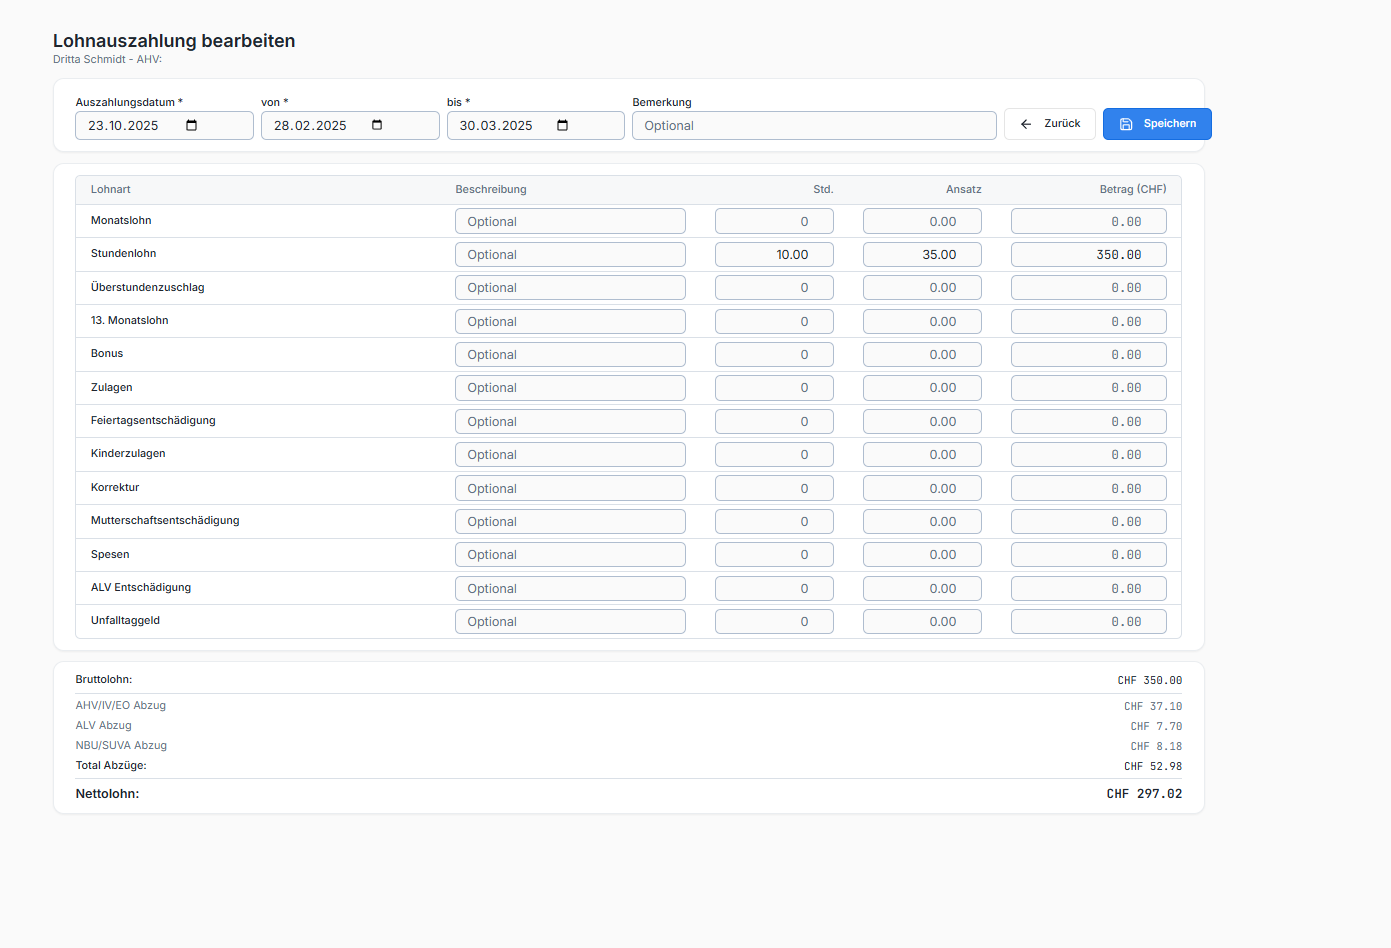 Lohnauszahlung bearbeiten
Dritta Schmidt - AHV:
Auszahlungsdatum * von * bis * Bemerkung
23.10.2025 28.02.2025 30.03.2025 Optional Zurück Speichern
Lohnart Beschreibung Std. Ansatz Betrag (CHF)
Monatslohn Optional 0 0.00 0.00
Stundenlohn Optional 10.00 35.00 350.00
Überstundenzuschlag Optional 0 0.00 0.00
13. Monatslohn Optional 0 0.00 0.00
Bonus Optional 0 0.00 0.00
Zulagen Optional 0 0.00 0.00
Feiertagsentschädigung Optional 0 0.00 0.00
Kinderzulagen Optional 0 0.00 0.00
Korrektur Optional 0 0.00 0.00
Mutterschaftsentschädigung Optional 0 0.00 0.00
Spesen Optional 0 0.00 0.00
ALV Entschädigung Optional 0 0.00 0.00
Unfalltaggeld Optional 0 0.00 0.00
Bruttolohn: CHF 350.00
AHV/IV/EO Abzug CHF 37.10
ALV Abzug CHF 7.70
NBU/SUVA Abzug CHF 8.18
Total Abzüge: CHF 52.98
Nettolohn: CHF 297.02